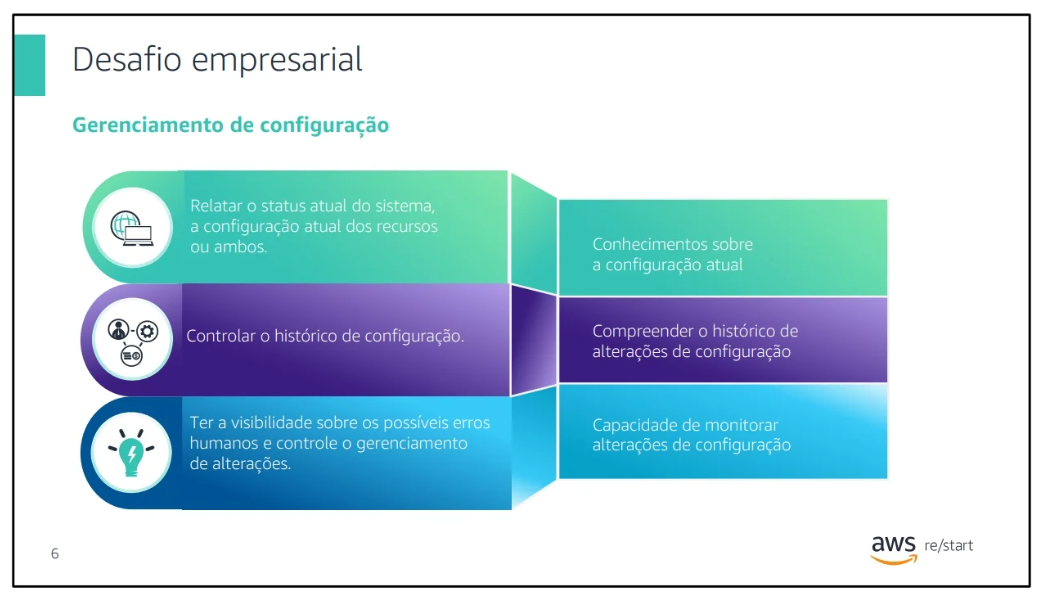 Desafio empresarial
Gerenciamento de configuração
Relatar o status atual do sistema,
a configuração atual dos recursos
ou ambos.
Conhecimentos sobre
a configuração atual
Controlar o histórico de configuração.
Compreender o histórico de
alterações de configuração
Ter a visibilidade sobre os possíveis erros
humanos e controle o gerenciamento
de alterações.
Capacidade de monitorar
alterações de configuração
6
aws re/start